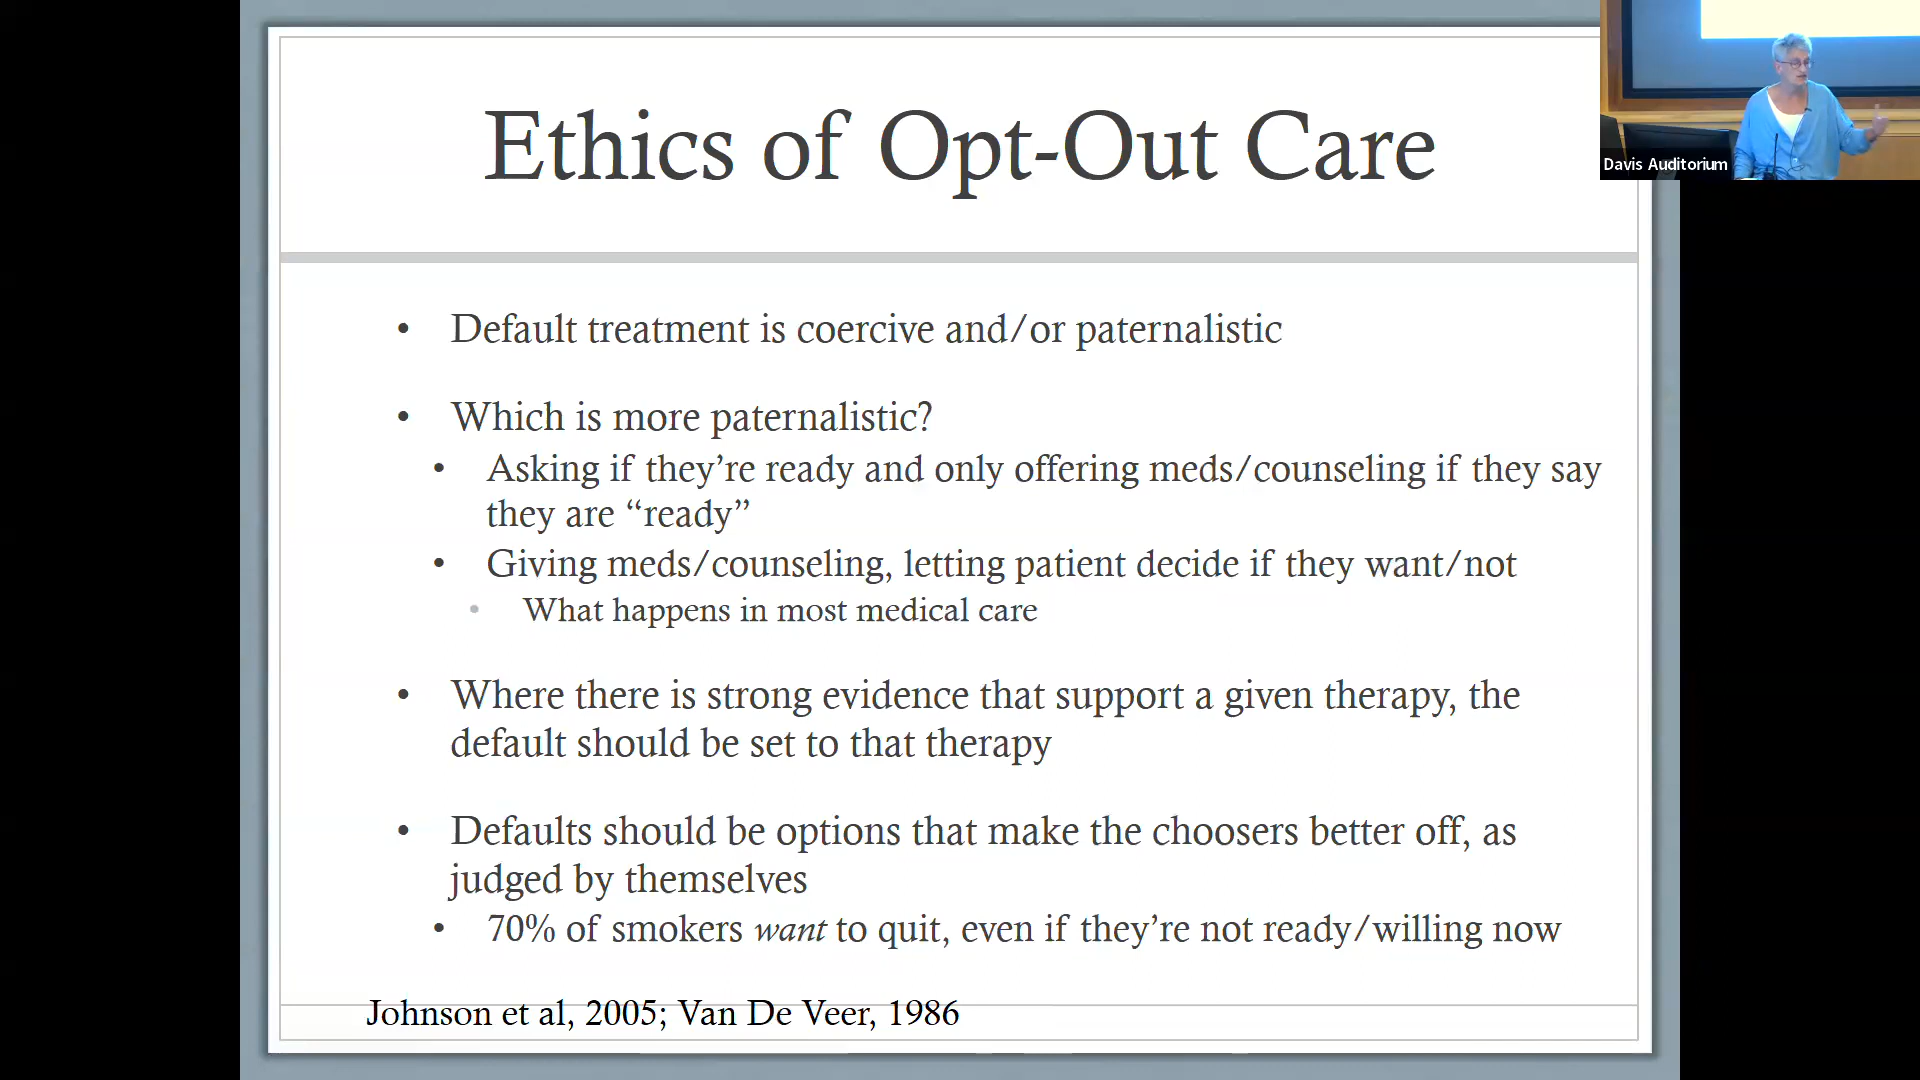 Ethics of Opt-Out Care
Davis Auditorium
• Default treatment is coercive and/or paternalistic
• Which is more paternalistic?
• Asking if they’re ready and only offering meds/counseling if they say
they are “ready”
• Giving meds/counseling, letting patient decide if they want/not
• What happens in most medical care
• Where there is strong evidence that support a given therapy, the
default should be set to that therapy
• Defaults should be options that make the choosers better off, as
judged by themselves
• 70% of smokers want to quit, even if they’re not ready/willing now
Johnson et al, 2005; Van De Veer, 1986